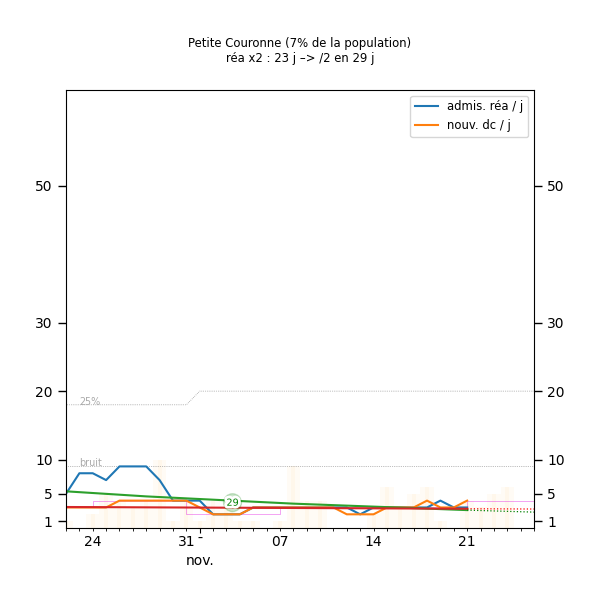 Petite Couronne (7% de la population)
réa x2 : 23 j –> /2 en 29 j
admis. réa / j
nouv. dc / j
50 50
30 30
25%
20 20
bruit
10 10
5 5
29
1 1
24 31 - 07 14 21
nov.